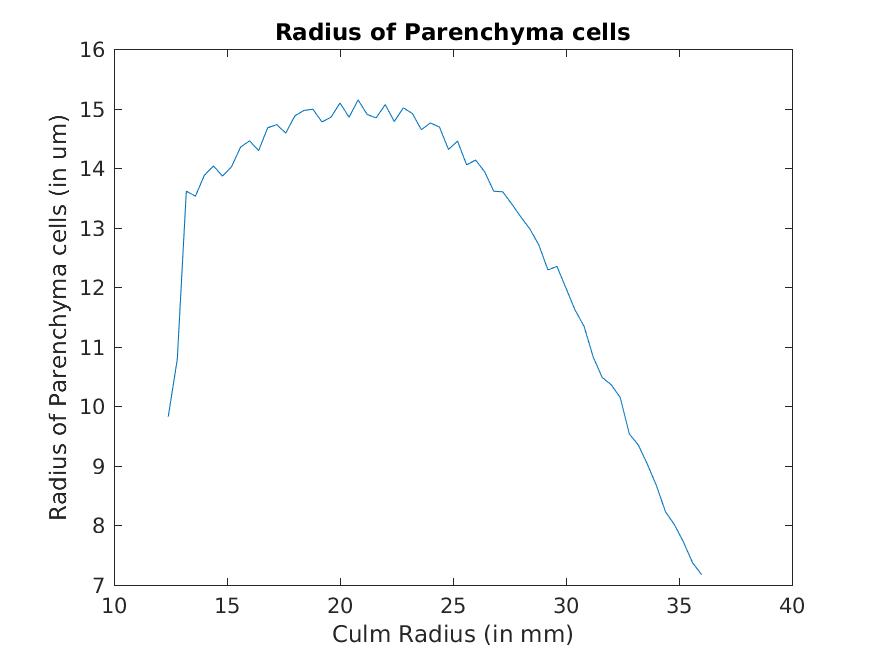 Radius of Parenchyma cells
16
15
14
13
12
11
10
9
8
7
Radius of Parenchyma cells (in um)
10 15 20 25 30 35 40
Culm Radius (in mm)